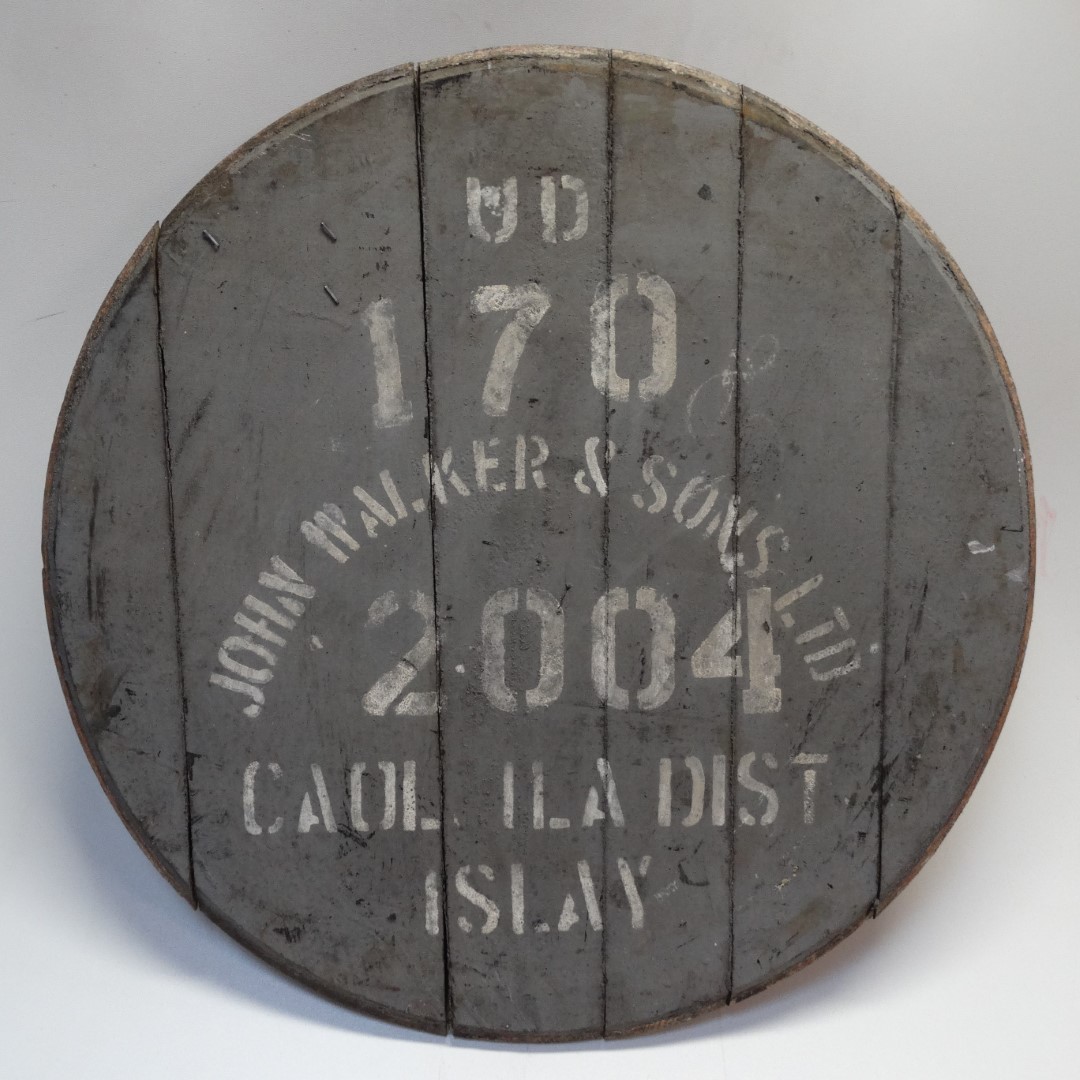 UD
170
JOHN WALKER & SONS LTD
2004
CAOL ILA DIST
ISLAY